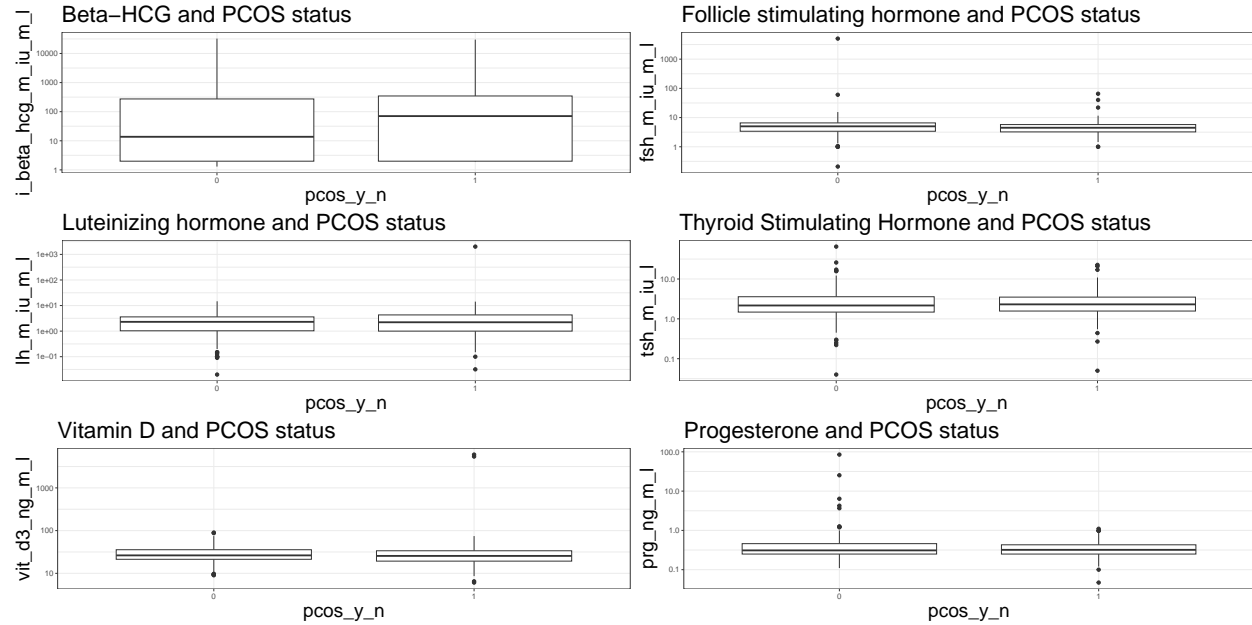 Beta−HCG and PCOS status
i_beta_hcg_m_iu_m_l
10000
1000
100
10
1
0
1
pcos_y_n
Follicle stimulating hormone and PCOS status
fsh_m_iu_m_l
1000
10
1
0
1
pcos_y_n
Luteinizing hormone and PCOS status
lh_m_iu_m_l
1e+03
1e+02
1e+01
1e+00
1e−01
0
1
pcos_y_n
Thyroid Stimulating Hormone and PCOS status
tsh_m_iu_l
10.0
1.0
0.1
0
1
pcos_y_n
Vitamin D and PCOS status
vit_d3_ng_m_l
1000
100
10
0
1
pcos_y_n
Progesterone and PCOS status
prg_ng_m_l
100.0
10.0
1.0
0.1
0
1
pcos_y_n